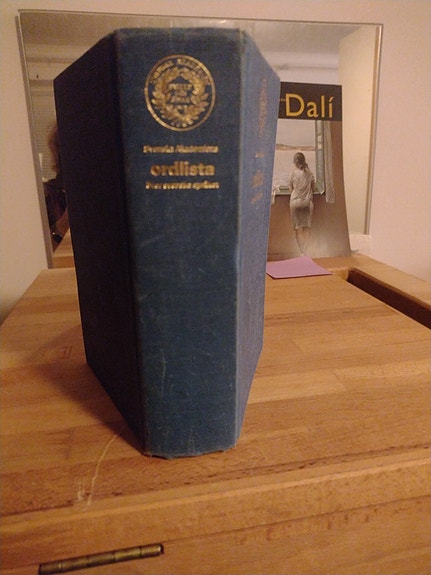 Svenska Akademiens
ordlista
över svenska språket
Dalí